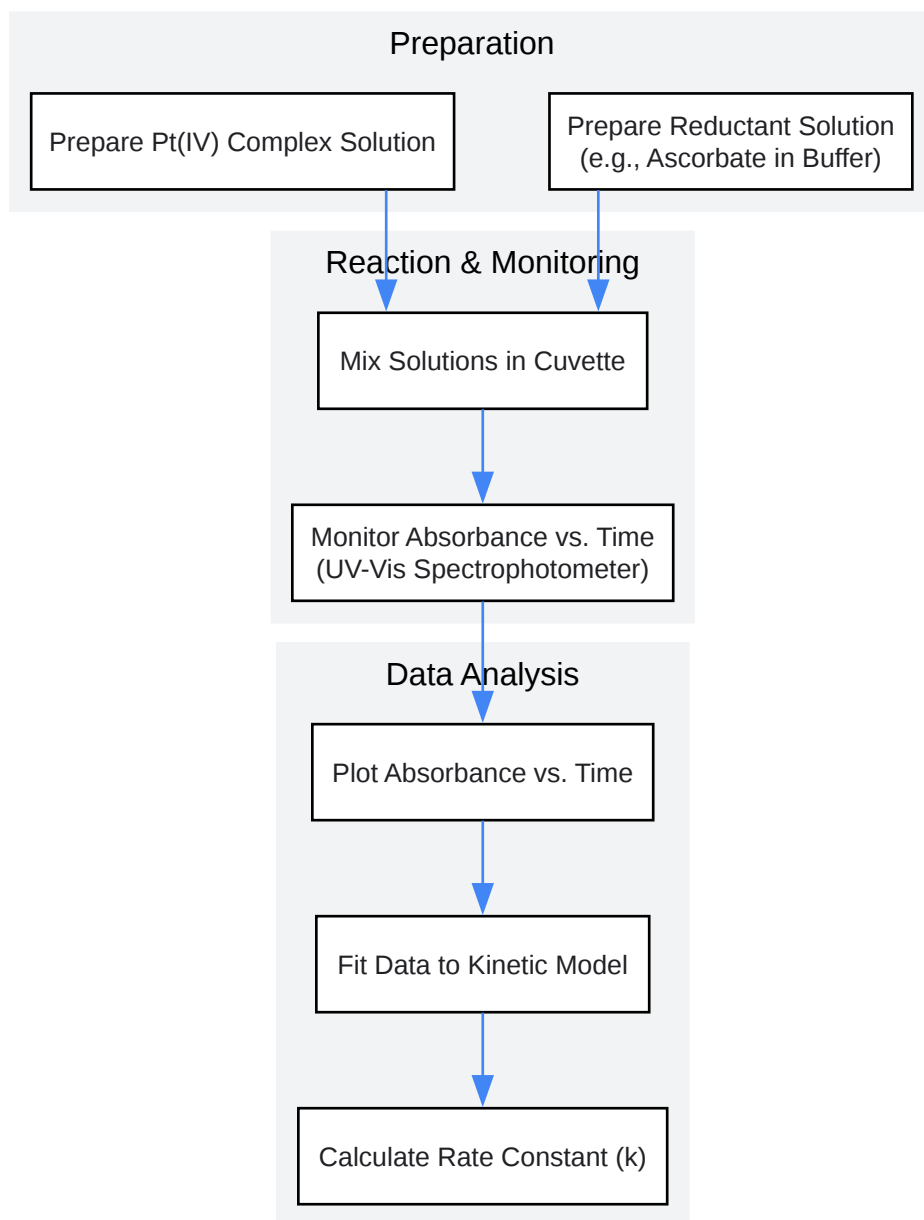 Preparation
Prepare Pt(IV) Complex Solution
Prepare Reductant Solution
(e.g., Ascorbate in Buffer)
Reaction & Monitoring
Mix Solutions in Cuvette
Monitor Absorbance vs. Time
(UV-Vis Spectrophotometer)
Data Analysis
Plot Absorbance vs. Time
Fit Data to Kinetic Model
Calculate Rate Constant (k)